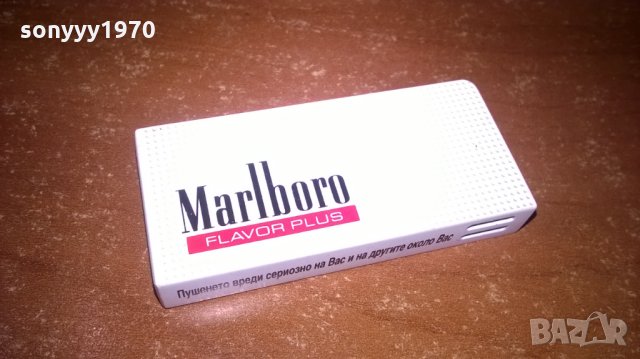 sonyyy1970
Marlboro
FLAVOR PLUS
Пушенето вреди сериозно на Вас и на другите около Вас
BAZAR